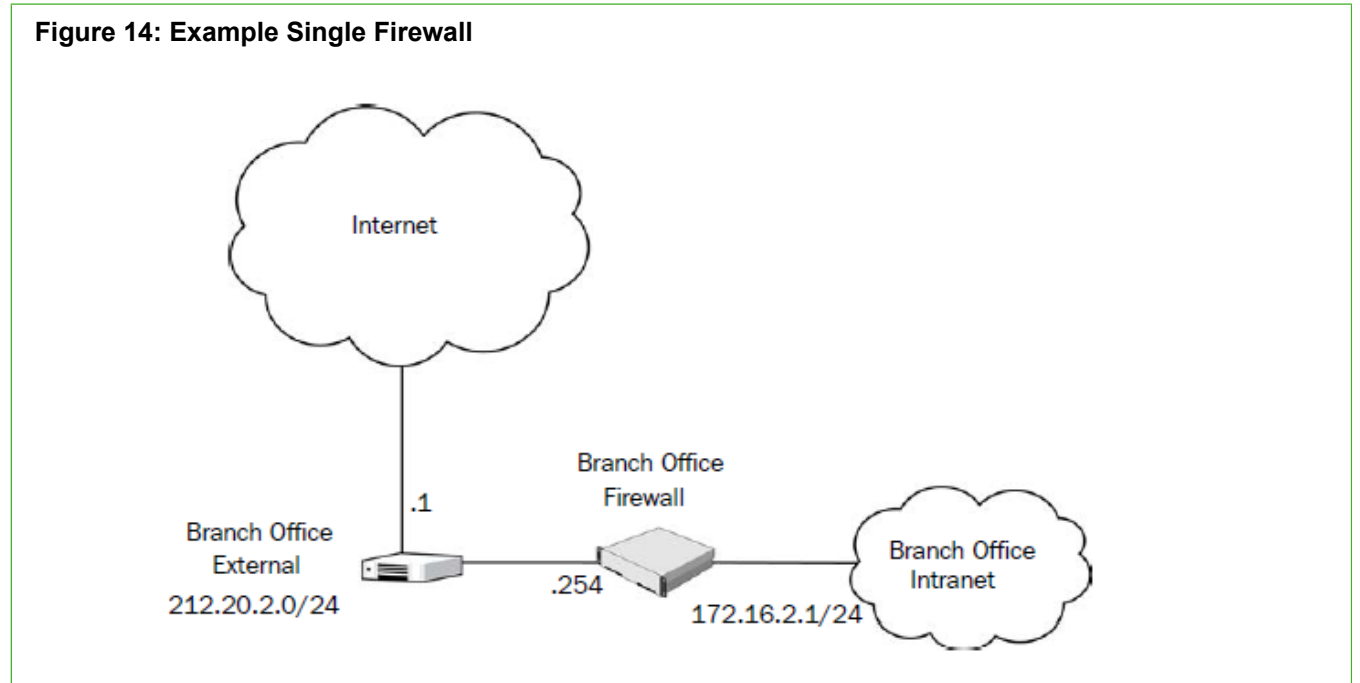 Figure 14: Example Single Firewall
Internet
.1
Branch Office
External
212.20.2.0/24
Branch Office
Firewall
.254
172.16.2.1/24
Branch Office
Intranet